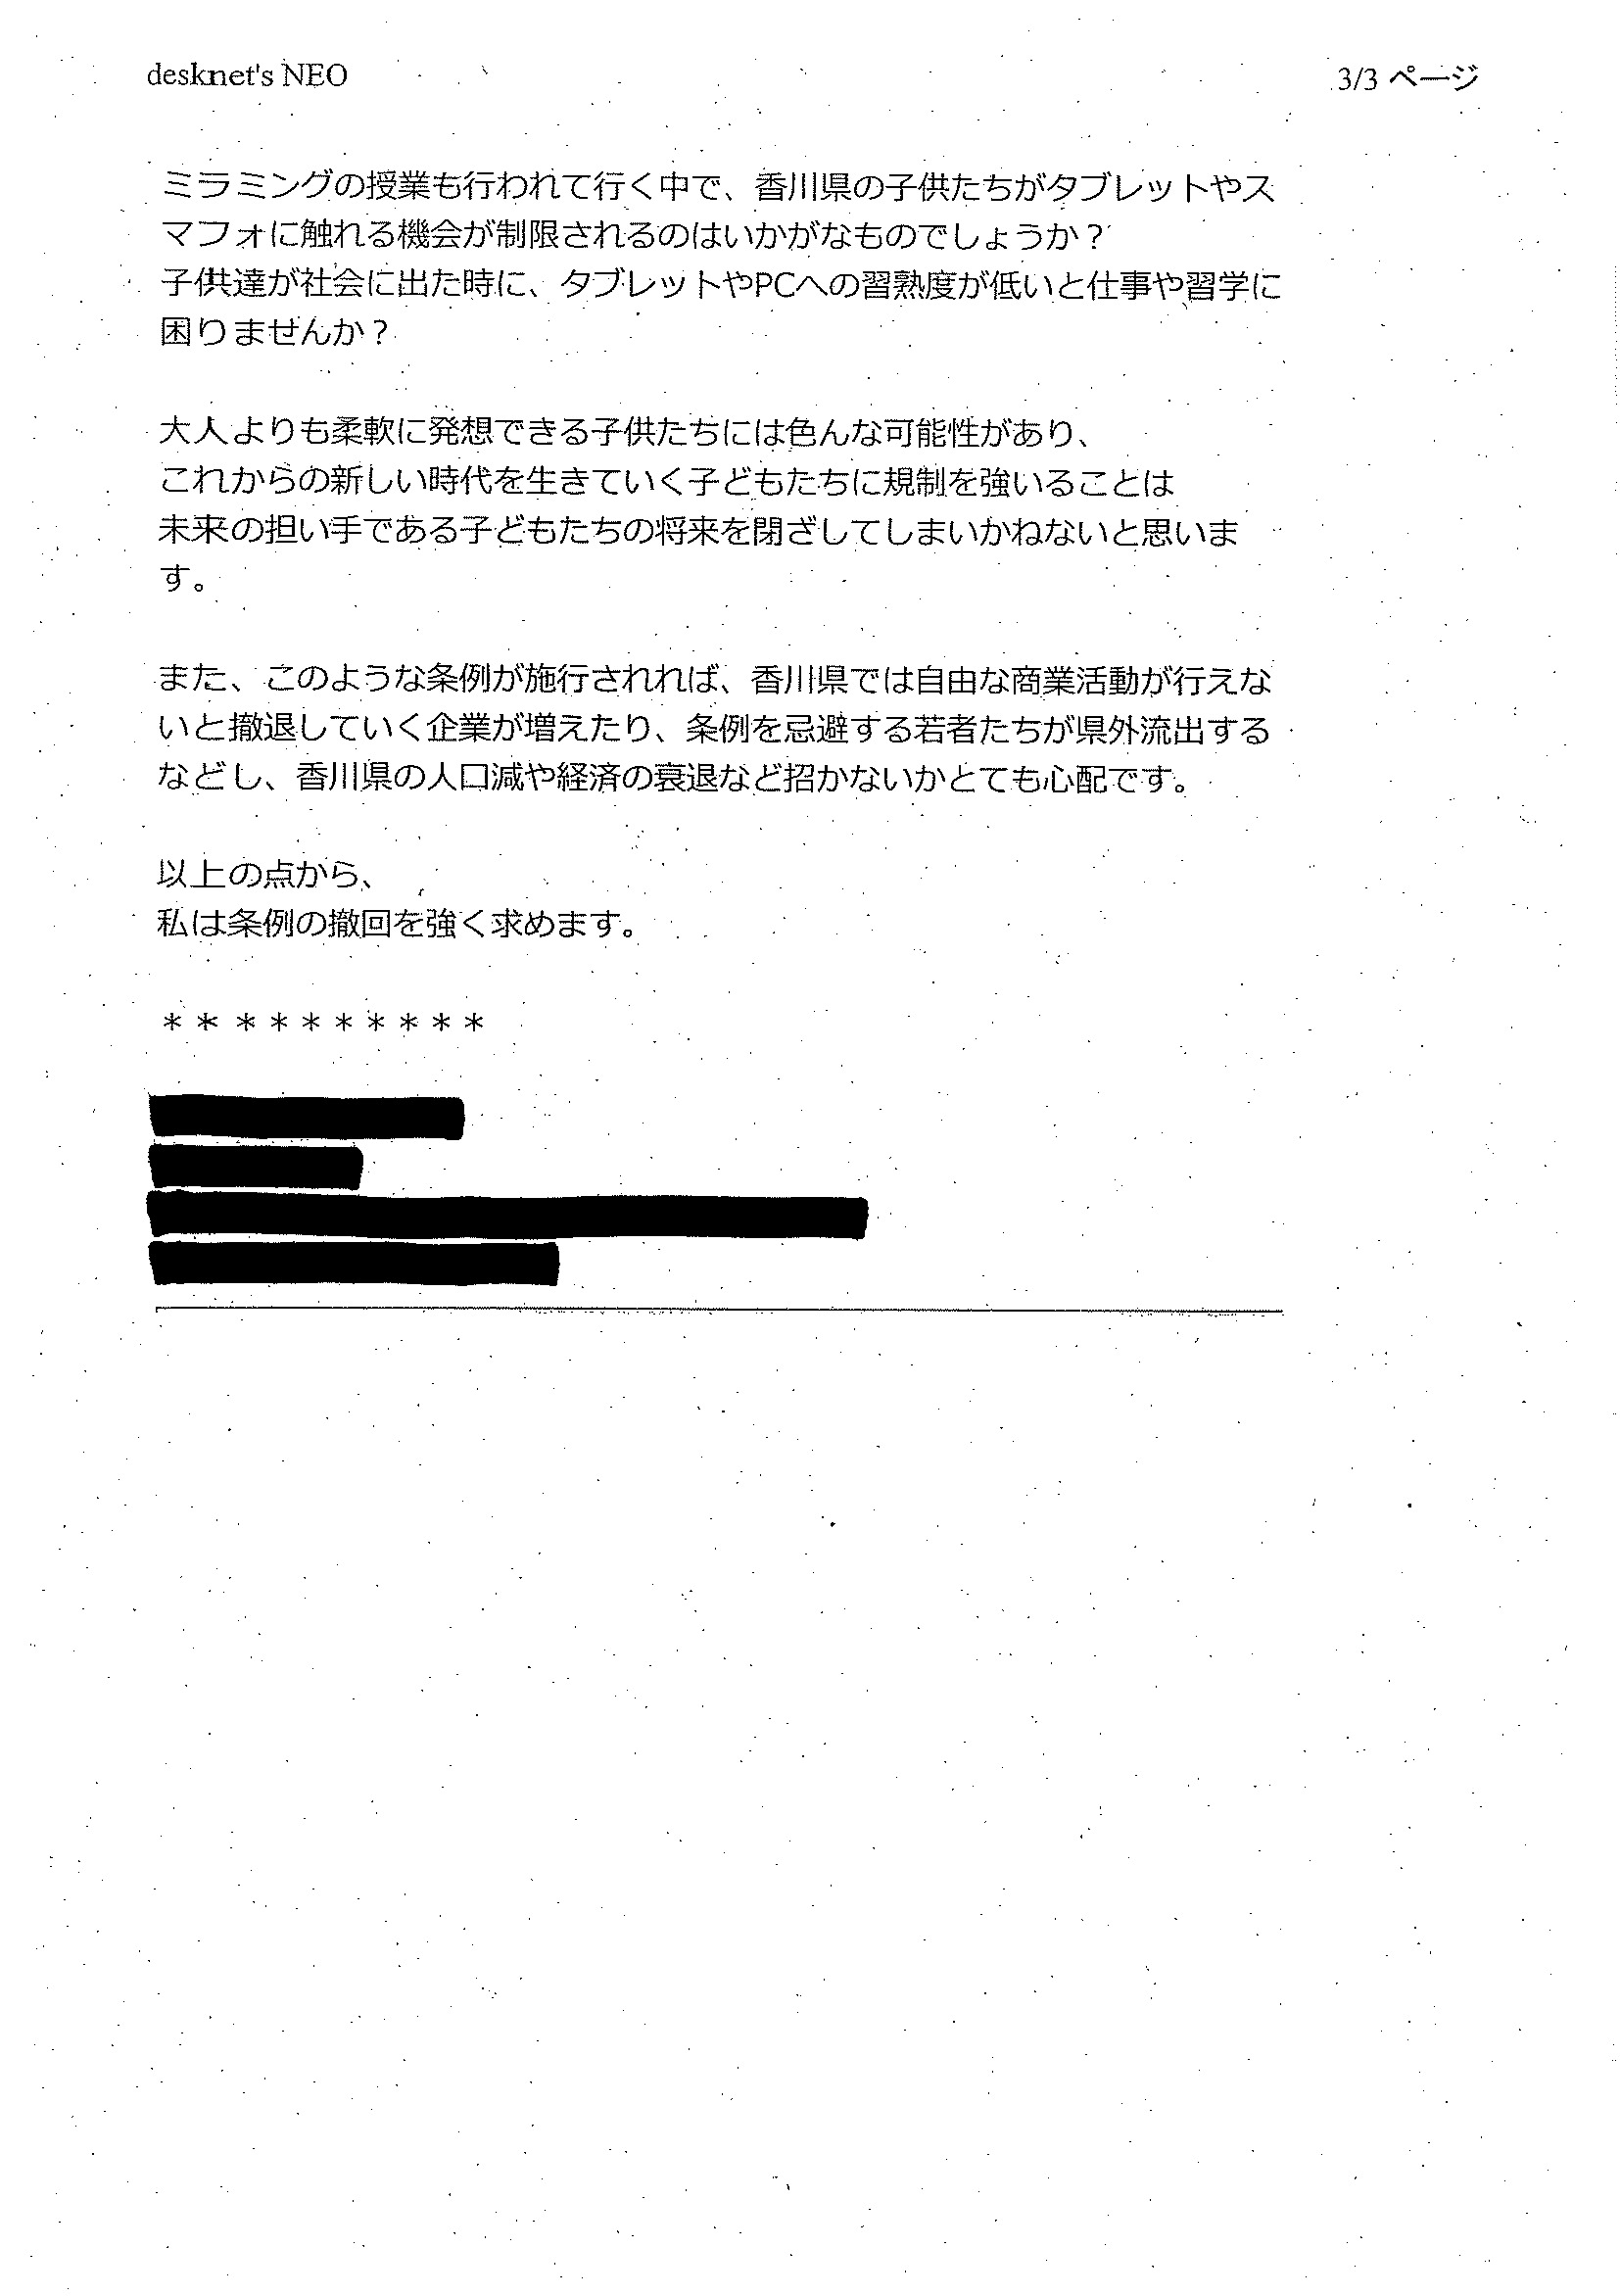 desknet's NEO
3/3 ページ
ミラミングの授業も行われて行く中で、香川県の子供たちがタブレットやス
マフォに触れる機会が制限されるのはいかがなものでしょうか?
子供達が社会に出た時に、タブレットやPCへの習熟度が低いと仕事や習学に
困りませんか?
大人よりも柔軟に発想できる子供たちには色んな可能性があり、
これからの新しい時代を生きていく子どもたちに規制を強いることは
未来の担い手である子どもたちの将来を閉ざしてしまいかねないと思いま
す。
また、このような条例が施行されれば、香川県では自由な商業活動が行えな
いと撤退していく企業が増えたり、条例を忌避する若者たちが県外流出する
などし、香川県の人口減や経済の衰退など招かないかとても心配です。
以上の点から、
私は条例の撤回を強く求めます。
＊＊＊＊＊＊＊＊＊＊